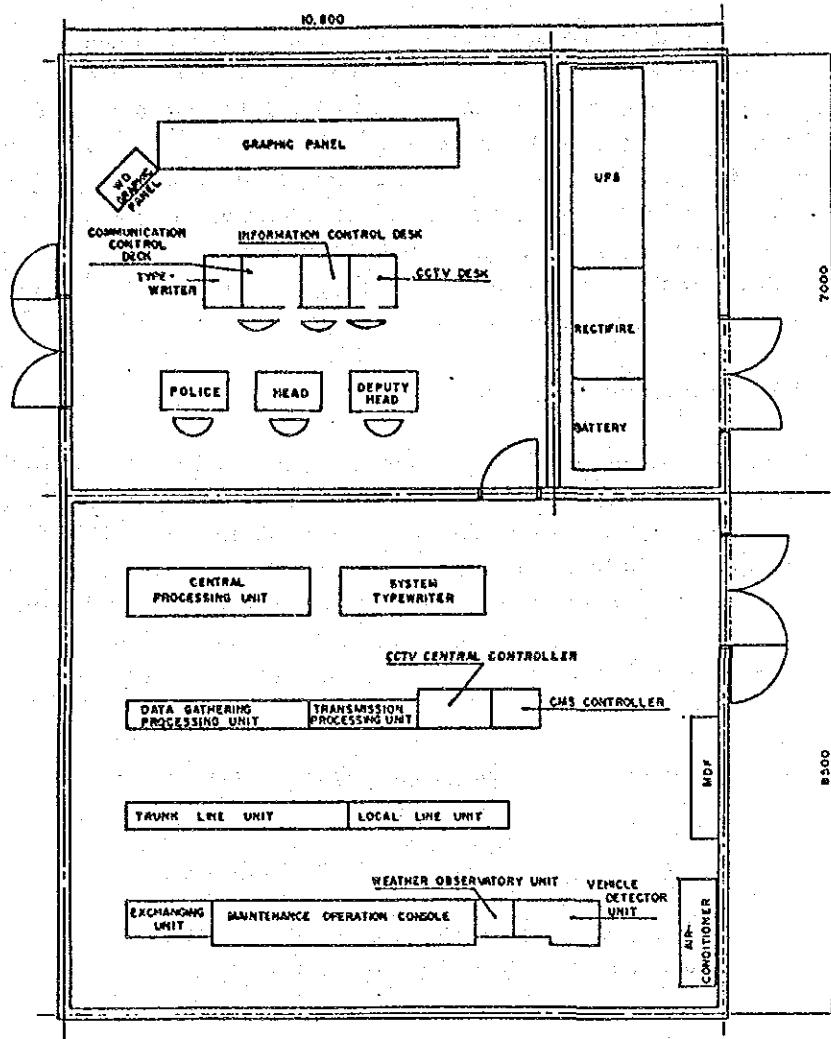 10,800
GRAPHIC PANEL
WD
GRAPHIC
PANEL
UPS
COMMUNICATION
CONTROL
DECK
INFORMATION CONTROL DESK
TYPE-
WRITER
CCTV DESK
7000
RECTIFIRE
POLICE
HEAD
DEPUTY
HEAD
BATTERY
CENTRAL
PROCESSING UNIT
SYSTEM
TYPEWRITER
CCTV CENTRAL CONTROLLER
DATA GATHERING
PROCESSING UNIT
TRANSMISSION
PROCESSING UNIT
CMS CONTROLLER
MDF
8500
TRUNK LINE UNIT
LOCAL LINE UNIT
WEATHER OBSERVATORY UNIT
VEHICLE
DETECTOR
UNIT
EXCHANGING
UNIT
MAINTENANCE OPERATION CONSOLE
AIR-
CONDITIONER